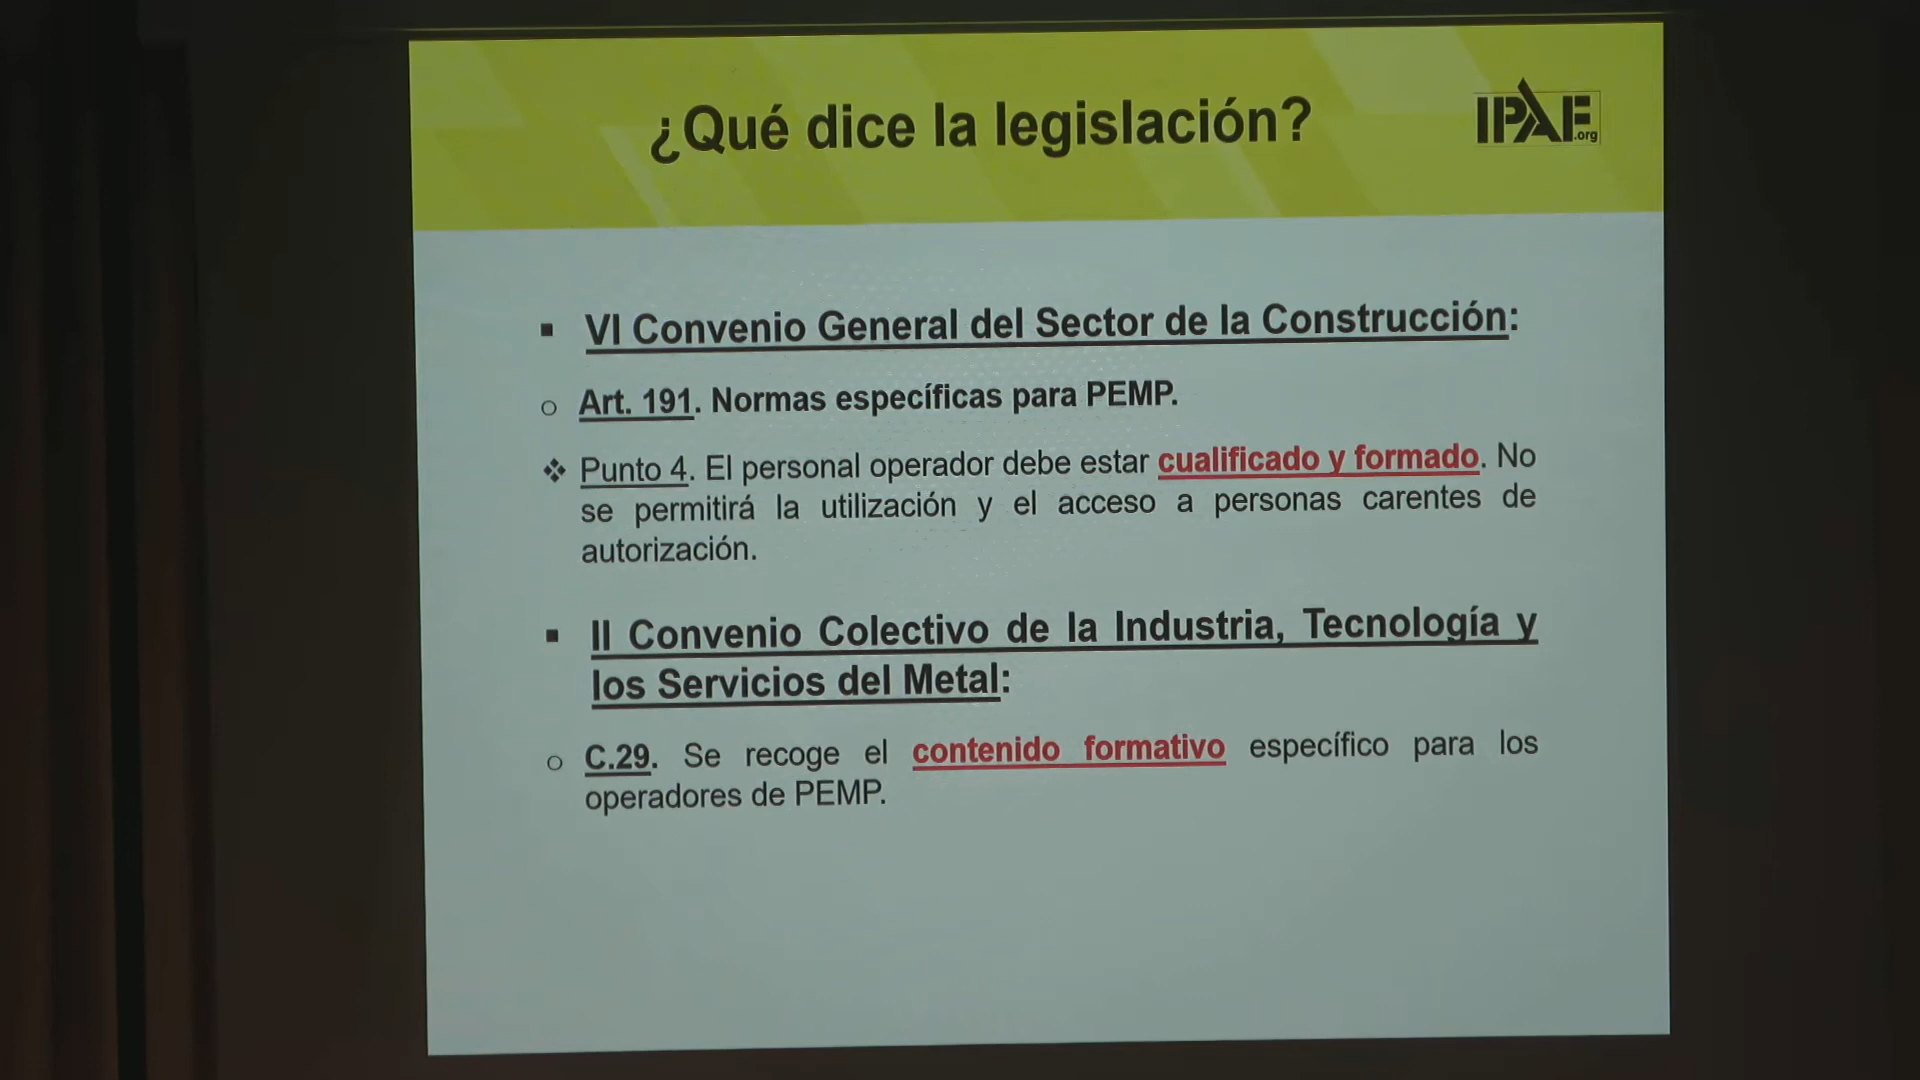 ¿Qué dice la legislación?
IPAF
.org
▪ VI Convenio General del Sector de la Construcción:
o Art. 191. Normas específicas para PEMP.
❖ Punto 4. El personal operador debe estar cualificado y formado. No
se permitirá la utilización y el acceso a personas carentes de
autorización.
▪ II Convenio Colectivo de la Industria, Tecnología y
los Servicios del Metal:
o C.29. Se recoge el contenido formativo específico para los
operadores de PEMP.